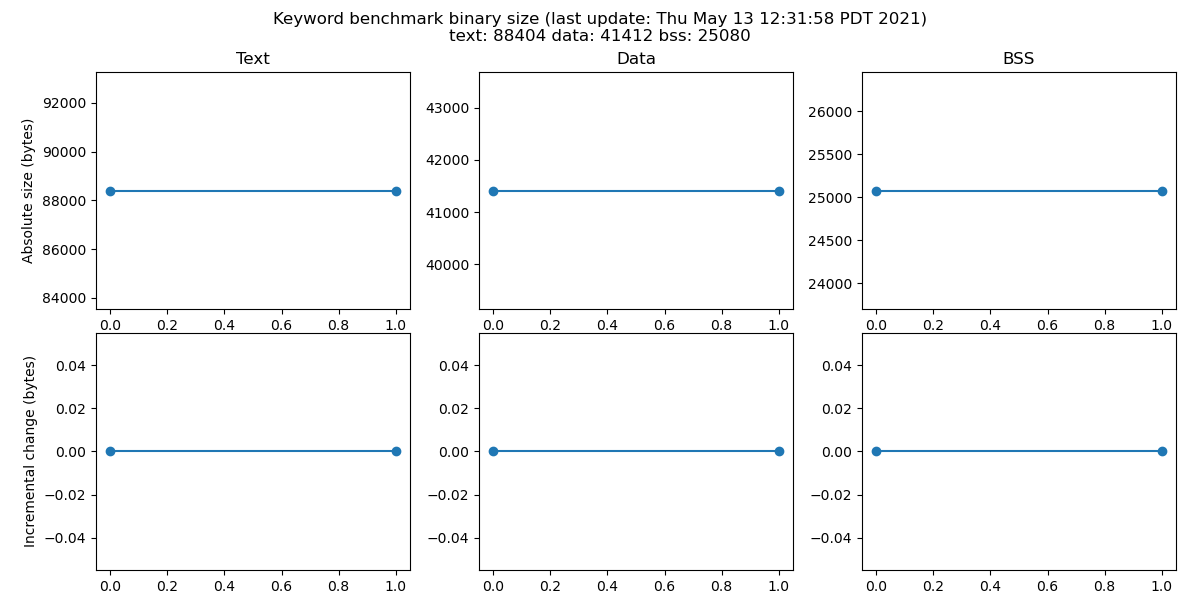 Keyword benchmark binary size (last update: Thu May 13 12:31:58 PDT 2021)
text: 88404 data: 41412 bss: 25080
Text
Data
BSS
Absolute size (bytes)
92000
90000
88000
86000
84000
0.0 0.2 0.4 0.6 0.8 1.0
43000
42000
41000
40000
0.0 0.2 0.4 0.6 0.8 1.0
26000
25500
25000
24500
24000
0.0 0.2 0.4 0.6 0.8 1.0
Incremental change (bytes)
0.04
0.02
0.00
−0.02
−0.04
0.0 0.2 0.4 0.6 0.8 1.0
0.04
0.02
0.00
−0.02
−0.04
0.0 0.2 0.4 0.6 0.8 1.0
0.04
0.02
0.00
−0.02
−0.04
0.0 0.2 0.4 0.6 0.8 1.0